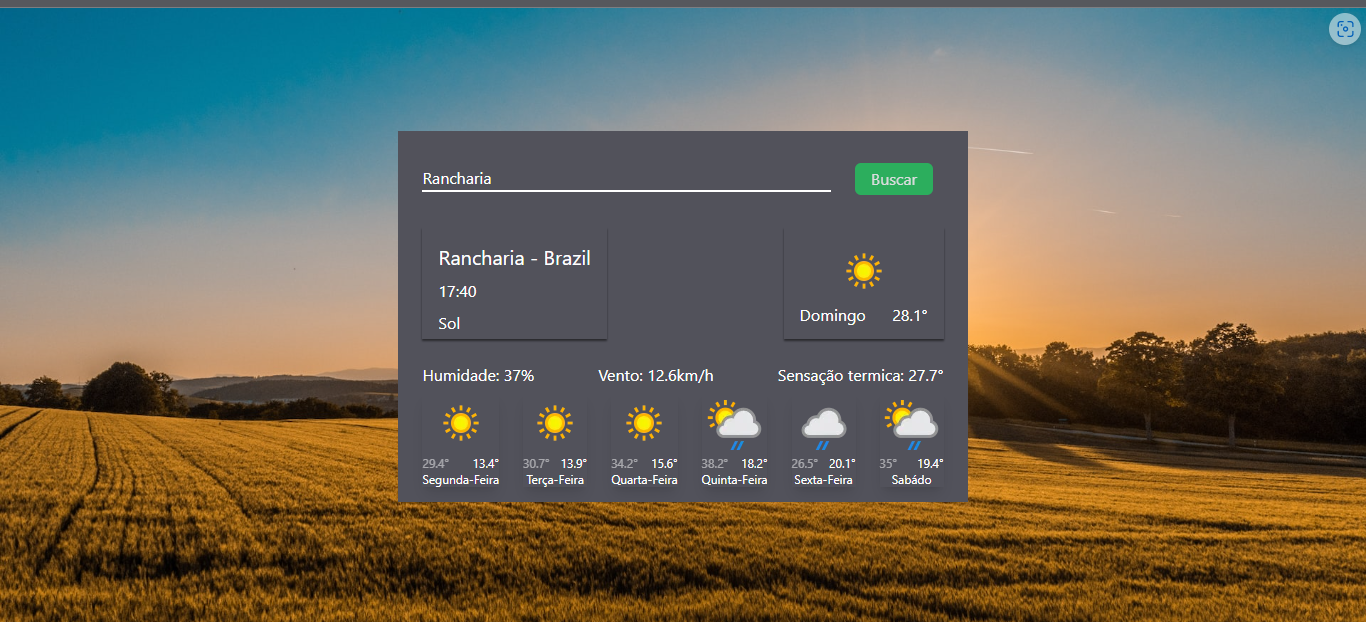 Rancharia
Buscar
Rancharia - Brazil
17:40
Sol
Domingo 28.1°
Humidade: 37% Vento: 12.6km/h Sensação termica: 27.7°
29.4° 13.4° 30.7° 13.9° 34.2° 15.6° 38.2° 18.2° 26.5° 20.1° 35° 19.4°
Segunda-Feira Terça-Feira Quarta-Feira Quinta-Feira Sexta-Feira Sabádo